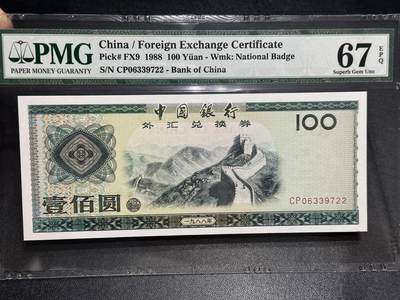 PMG
PAPER MONEY GUARANTY
China / Foreign Exchange Certificate
Pick# FX9 1988 100 Yüan - Wmk: National Badge
S/N CP06339722 - Bank of China
67 EPQ
Superb Gem Unc
中国银行
外汇兑换券
100
CP06339722
壹佰圆
一九八八年